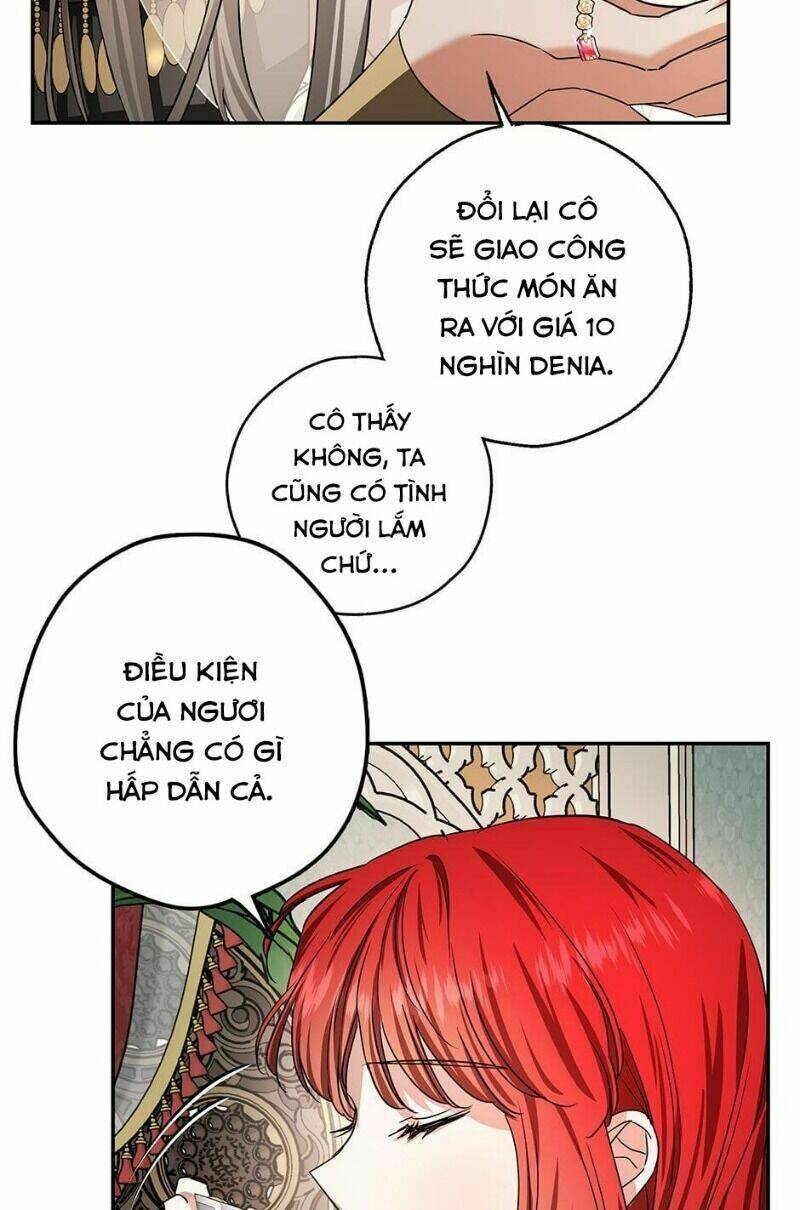 ĐỔI LẠI CÔ
SẼ GIAO CÔNG
THỨC MÓN ĂN
RA VỚI GIÁ 10
NGHÌN DENIA.
CÔ THẤY
KHÔNG, TA
CŨNG CÓ TÌNH
NGƯỜI LẮM
CHỨ...
ĐIỀU KIỆN
CỦA NGƯƠI
CHẲNG CÓ GÌ
HẤP DẪN CẢ.